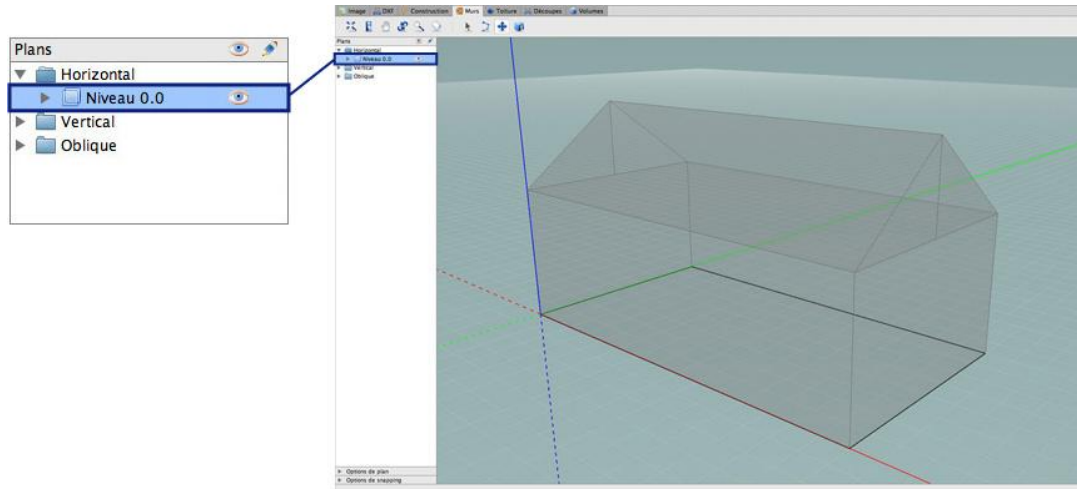 Plans
Horizontal
Niveau 0.0
Vertical
Oblique
Image DXF Construction Murs Toiture Découpes Volumes
Plans
Horizontal
Niveau 0.0
Vertical
Oblique
Options de plan
Options de snapping